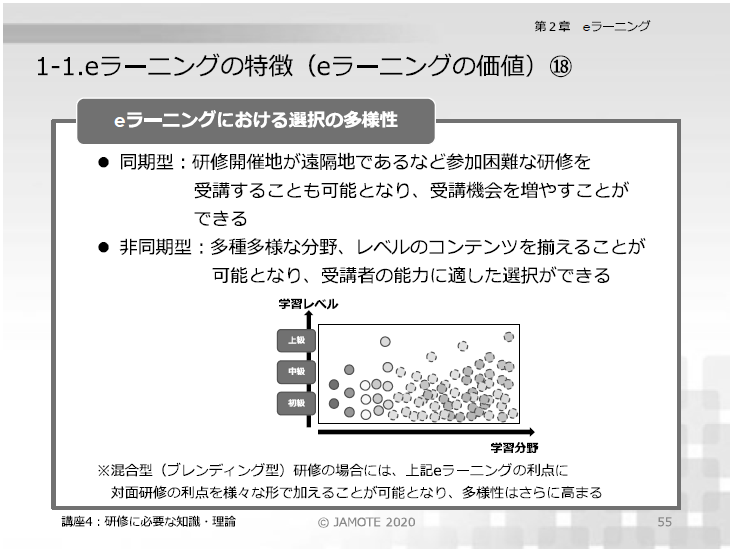 第2章　eラーニング
1-1.eラーニングの特徴（eラーニングの価値）⑱
eラーニングにおける選択の多様性
● 同期型：研修開催地が遠隔地であるなど参加困難な研修を
受講することも可能となり、受講機会を増やすことが
できる
● 非同期型：多種多様な分野、レベルのコンテンツを揃えることが
可能となり、受講者の能力に適した選択ができる
学習レベル
上級
中級
初級
学習分野
※混合型（ブレンディング型）研修の場合には、上記eラーニングの利点に
対面研修の利点を様々な形で加えることが可能となり、多様性はさらに高まる
講座4：研修に必要な知識・理論
© JAMOTE 2020
55